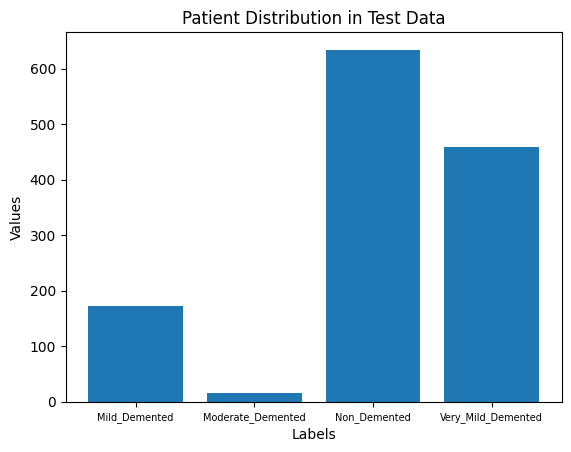 Patient Distribution in Test Data
Values
600
500
400
300
200
100
0
Mild_Demented Moderate_Demented Non_Demented Very_Mild_Demented
Labels